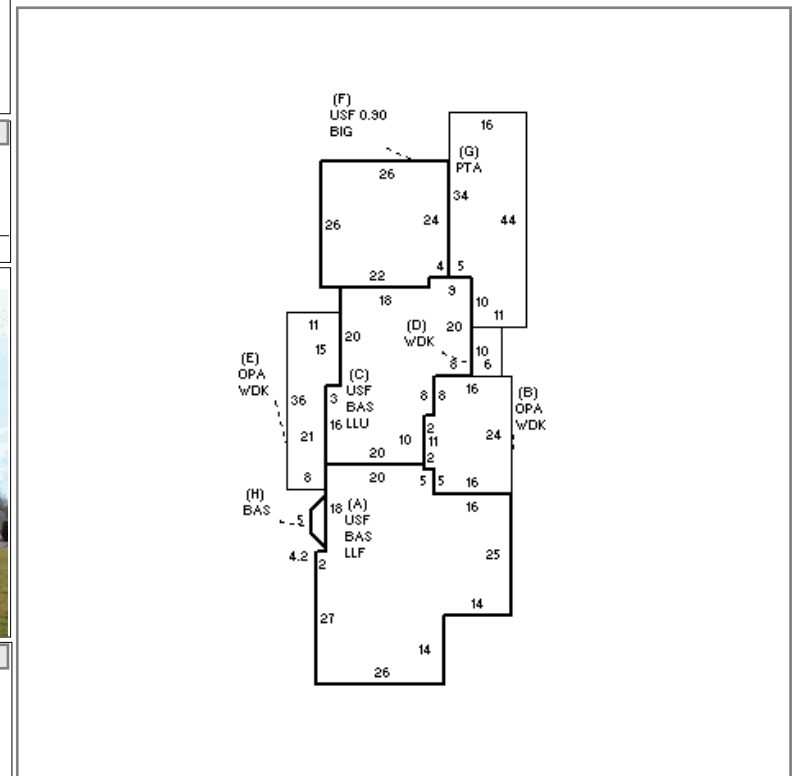 (F)
USF 0.90
BIG
16
(G)
PTA
26
34
26
24
44
4
5
22
9
18
10
11
11
(D)
WDK
20
20
15
10
8
6
(E)
OPA
WDK
(C)
USF
BAS
LLU
16
(B)
OPA
WDK
36
3
8
8
16
2
24
21
10
11
20
2
8
20
5
5
16
(H)
BAS
5
18
(A)
USF
BAS
LLF
16
4.2
2
25
14
27
14
26